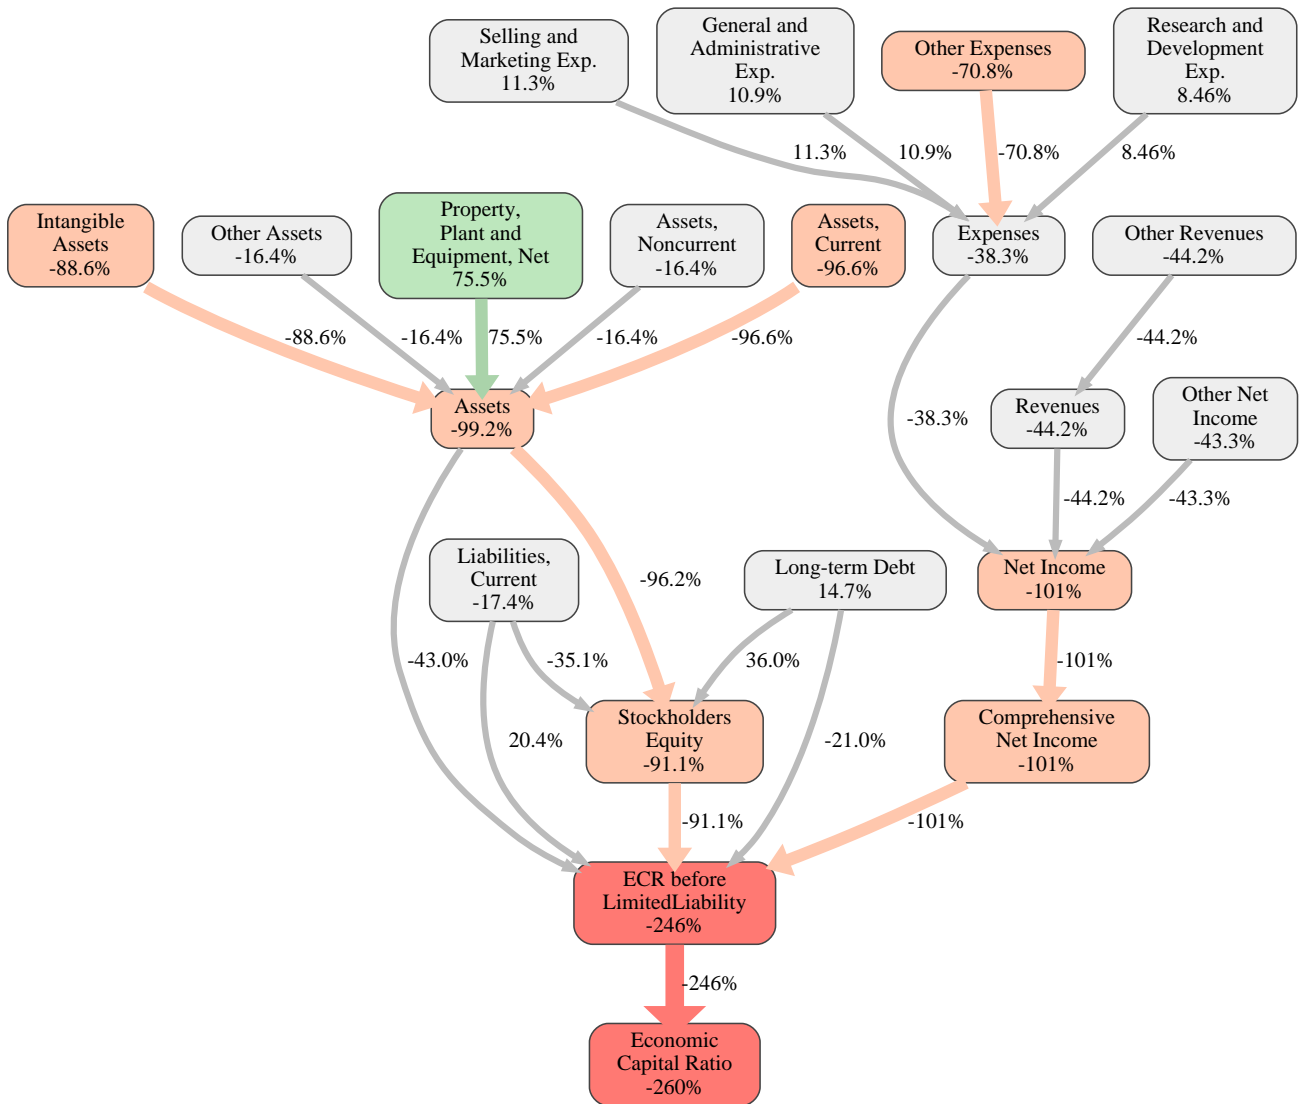 Selling and
Marketing Exp.
11.3%
General and
Administrative
Exp.
10.9%
Other Expenses
-70.8%
Research and
Development
Exp.
8.46%
11.3%
10.9%
-70.8%
8.46%
Intangible
Assets
-88.6%
Other Assets
-16.4%
Property,
Plant and
Equipment, Net
75.5%
Assets,
Noncurrent
-16.4%
Assets,
Current
-96.6%
Expenses
-38.3%
Other Revenues
-44.2%
-88.6%
-16.4%
75.5%
-16.4%
-96.6%
-44.2%
Assets
-99.2%
-38.3%
Revenues
-44.2%
Other Net
Income
-43.3%
-44.2%
-43.3%
Liabilities,
Current
-17.4%
-96.2%
Long-term Debt
14.7%
Net Income
-101%
-43.0%
-35.1%
36.0%
-101%
20.4%
Stockholders
Equity
-91.1%
-21.0%
Comprehensive
Net Income
-101%
-91.1%
-101%
ECR before
LimitedLiability
-246%
-246%
Economic
Capital Ratio
-260%